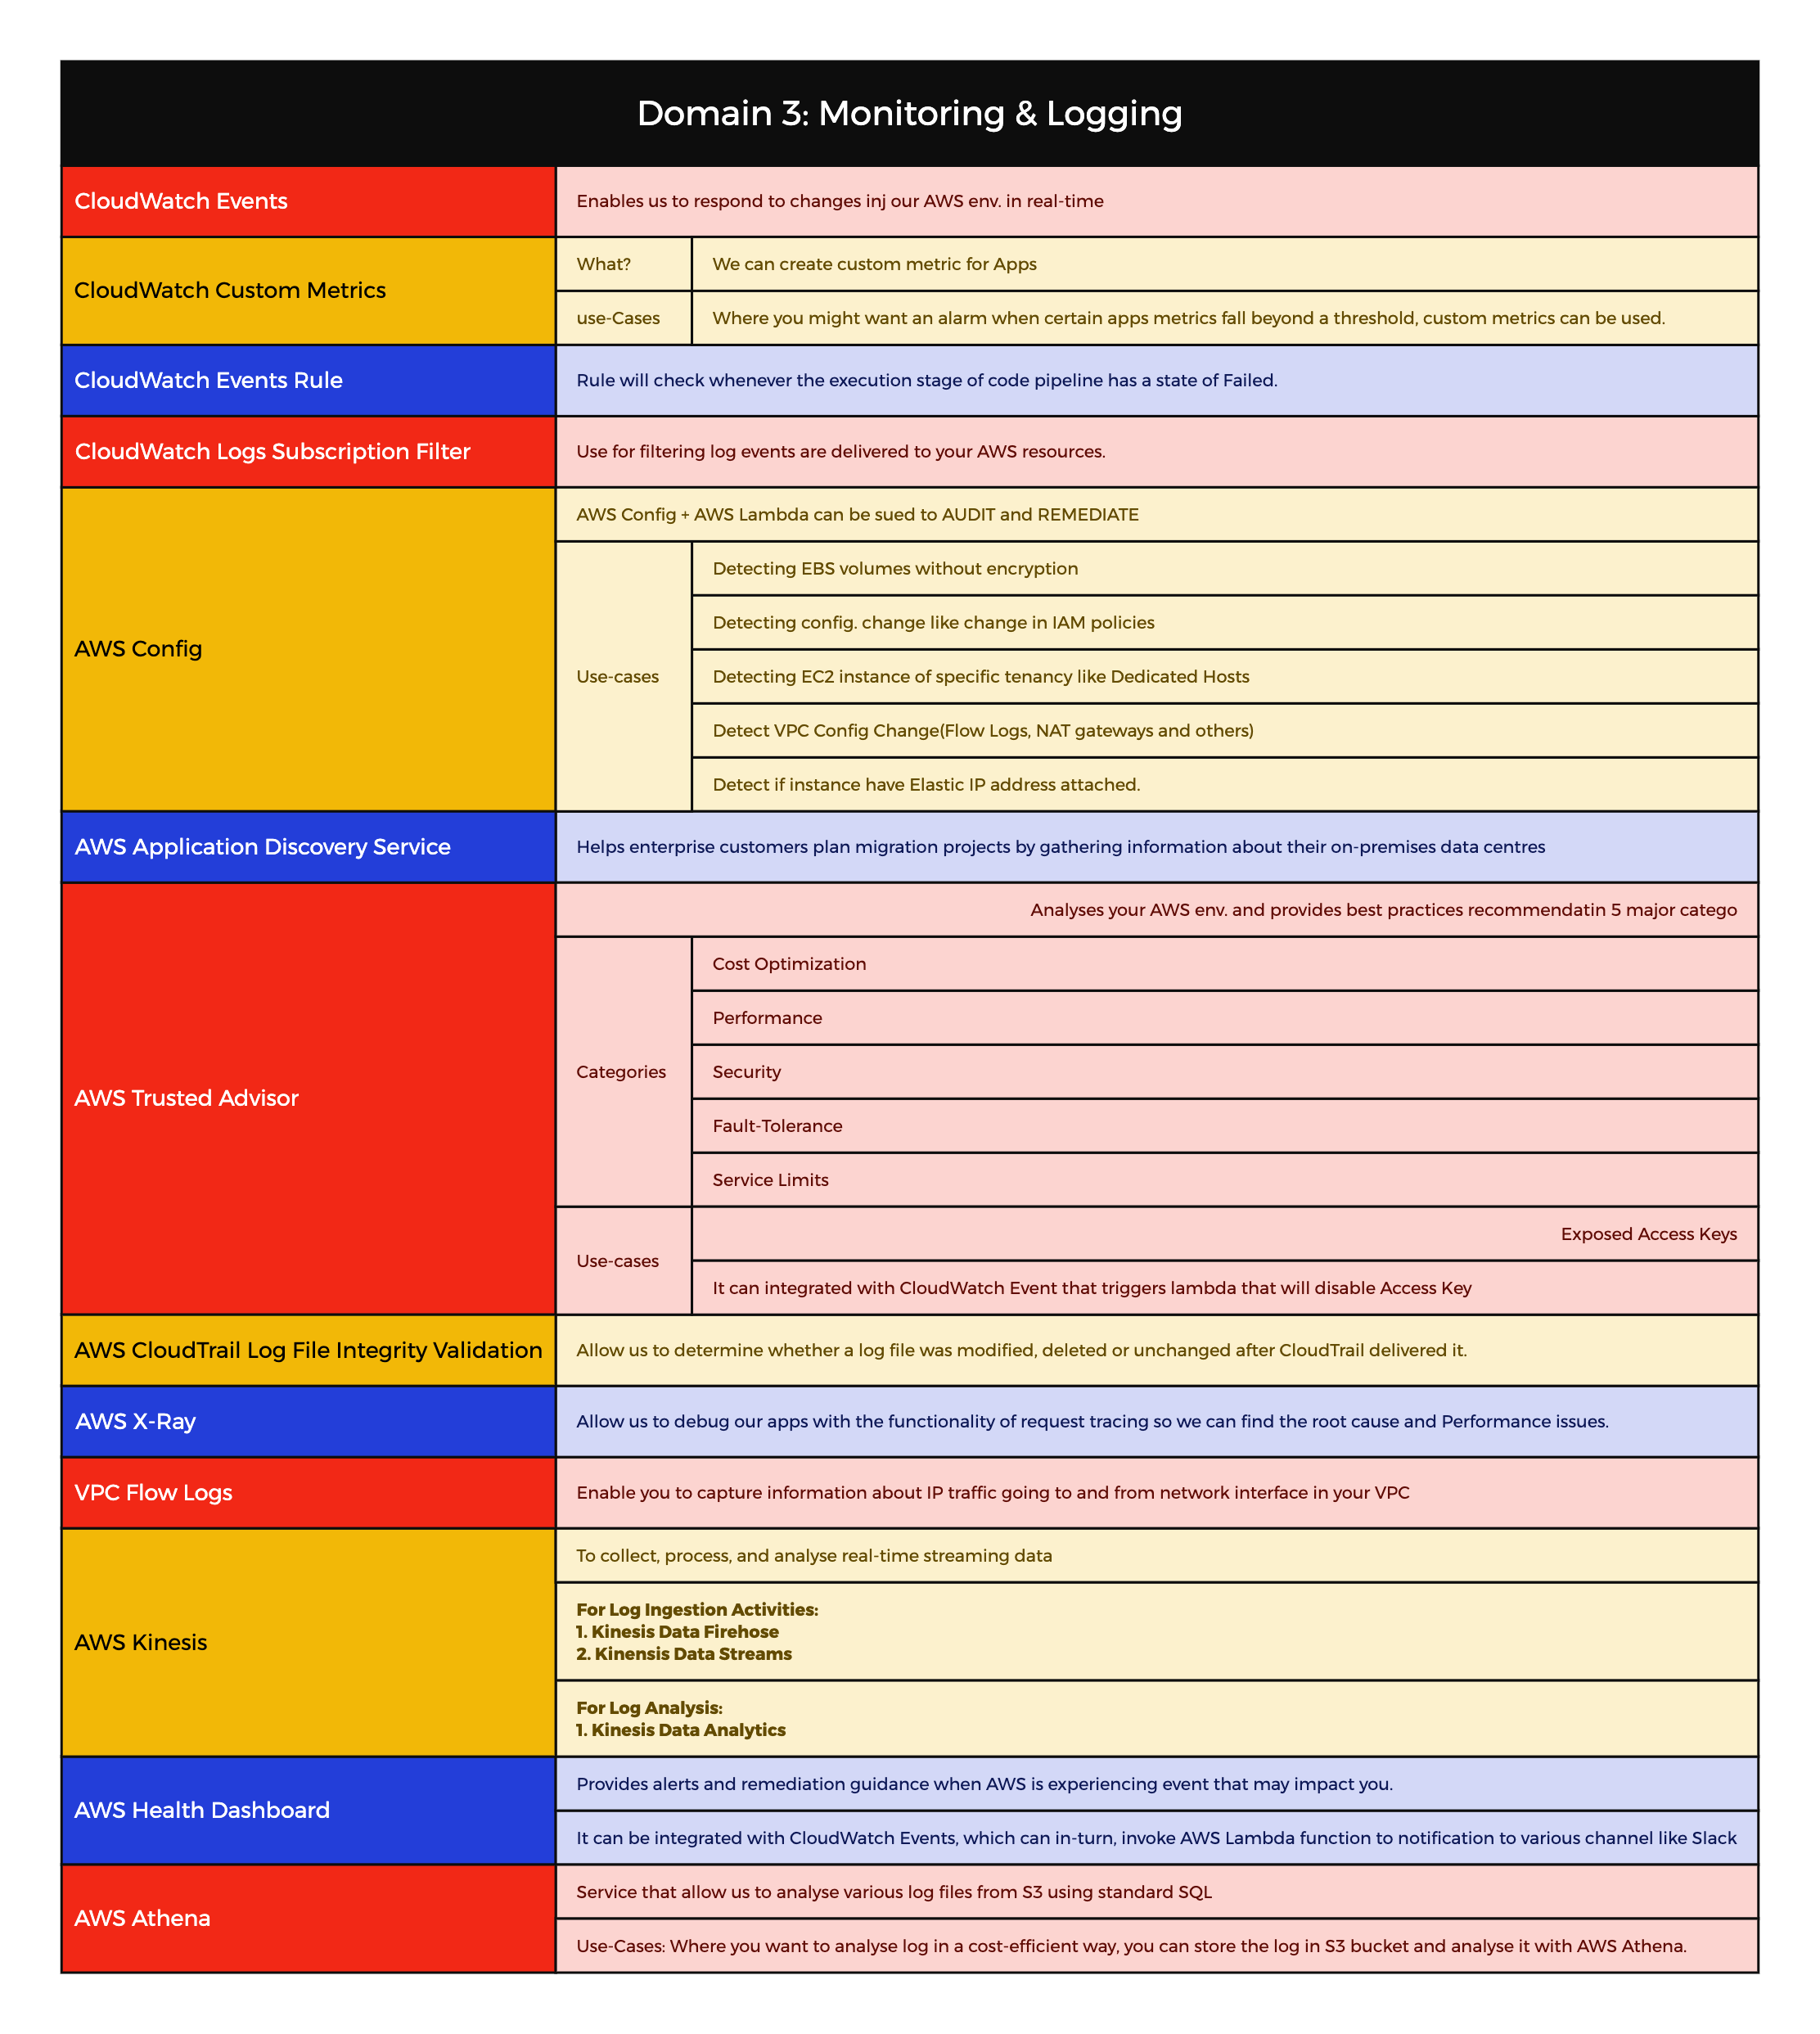 Domain 3: Monitoring & Logging
CloudWatch Events
Enables us to respond to changes inj our AWS env. in real-time
CloudWatch Custom Metrics
What?
We can create custom metric for Apps
use-Cases
Where you might want an alarm when certain apps metrics fall beyond a threshold, custom metrics can be used.
CloudWatch Events Rule
Rule will check whenever the execution stage of code pipeline has a state of Failed.
CloudWatch Logs Subscription Filter
Use for filtering log events are delivered to your AWS resources.
AWS Config
AWS Config + AWS Lambda can be sued to AUDIT and REMEDIATE
Use-cases
Detecting EBS volumes without encryption
Detecting config. change like change in IAM policies
Detecting EC2 instance of specific tenancy like Dedicated Hosts
Detect VPC Config Change(Flow Logs, NAT gateways and others)
Detect if instance have Elastic IP address attached.
AWS Application Discovery Service
Helps enterprise customers plan migration projects by gathering information about their on-premises data centres
AWS Trusted Advisor
Analyses your AWS env. and provides best practices recommendatin 5 major catego
Categories
Cost Optimization
Performance
Security
Fault-Tolerance
Service Limits
Use-cases
Exposed Access Keys
It can integrated with CloudWatch Event that triggers lambda that will disable Access Key
AWS CloudTrail Log File Integrity Validation
Allow us to determine whether a log file was modified, deleted or unchanged after CloudTrail delivered it.
AWS X-Ray
Allow us to debug our apps with the functionality of request tracing so we can find the root cause and Performance issues.
VPC Flow Logs
Enable you to capture information about IP traffic going to and from network interface in your VPC
AWS Kinesis
To collect, process, and analyse real-time streaming data
For Log Ingestion Activities:
1. Kinesis Data Firehose
2. Kinensis Data Streams
For Log Analysis:
1. Kinesis Data Analytics
AWS Health Dashboard
Provides alerts and remediation guidance when AWS is experiencing event that may impact you.
It can be integrated with CloudWatch Events, which can in-turn, invoke AWS Lambda function to notification to various channel like Slack
AWS Athena
Service that allow us to analyse various log files from S3 using standard SQL
Use-Cases: Where you want to analyse log in a cost-efficient way, you can store the log in S3 bucket and analyse it with AWS Athena.